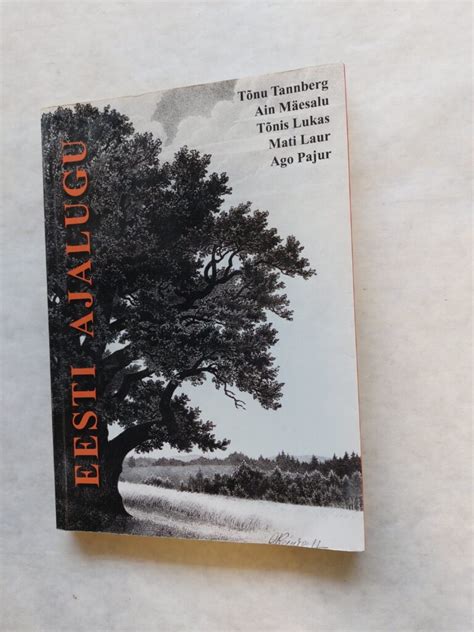 Tõnu Tannberg
Ain Mäesalu
Tõnis Lukas
Mati Laur
Ago Pajur
EESTI AJALUGU